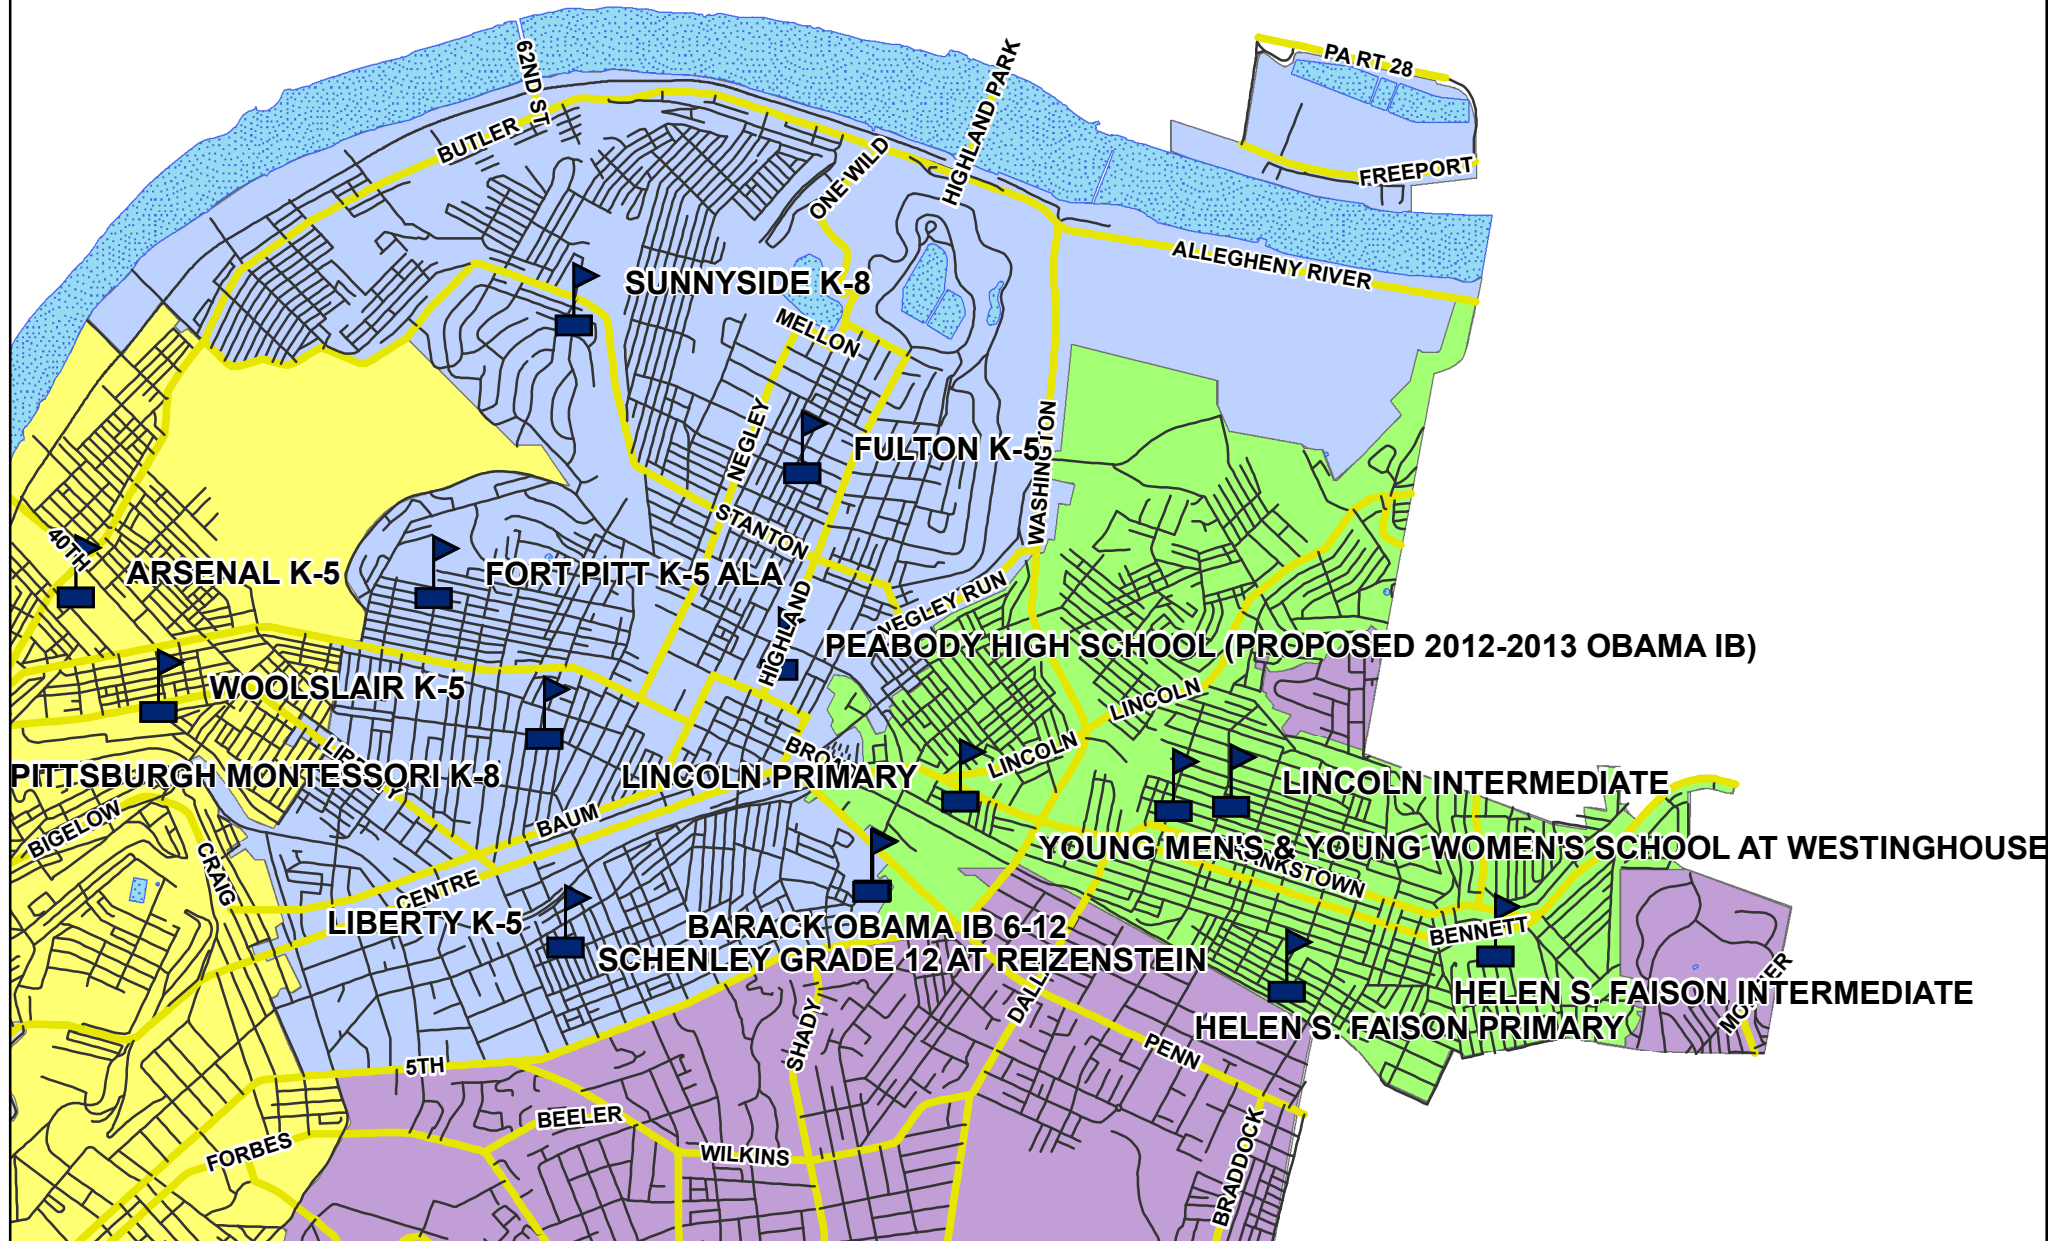 PA RT 28
62ND ST
HIGHLAND PARK
BUTLER
ONE WILD
FREEPORT
ALLEGHENY RIVER
SUNNYSIDE K-8
MELLON
NEGLEY
FULTON K-5
WASHINGTON
STANTON
40TH
ARSENAL K-5
FORT PITT K-5 ALA
HIGHLAND
NEGLEY RUN
PEABODY HIGH SCHOOL (PROPOSED 2012-2013 OBAMA IB)
WOOLSLAIR K-5
LINCOLN
LIBERTY
PITTSBURGH MONTESSORI K-8
LINCOLN PRIMARY
LINCOLN
LINCOLN INTERMEDIATE
BIGELOW
BAUM
YOUNG MEN'S & YOUNG WOMEN'S SCHOOL AT WESTINGHOUSE
CRAIG
CENTRE
LIBERTY K-5
BARACK OBAMA IB 6-12
SCHENLEY GRADE 12 AT REIZENSTEIN
BENNETT
HELEN S. FAISON INTERMEDIATE
HELEN S. FAISON PRIMARY
SHADY
PENN
5TH
BEELER
FORBES
WILKINS
BRADDOCK